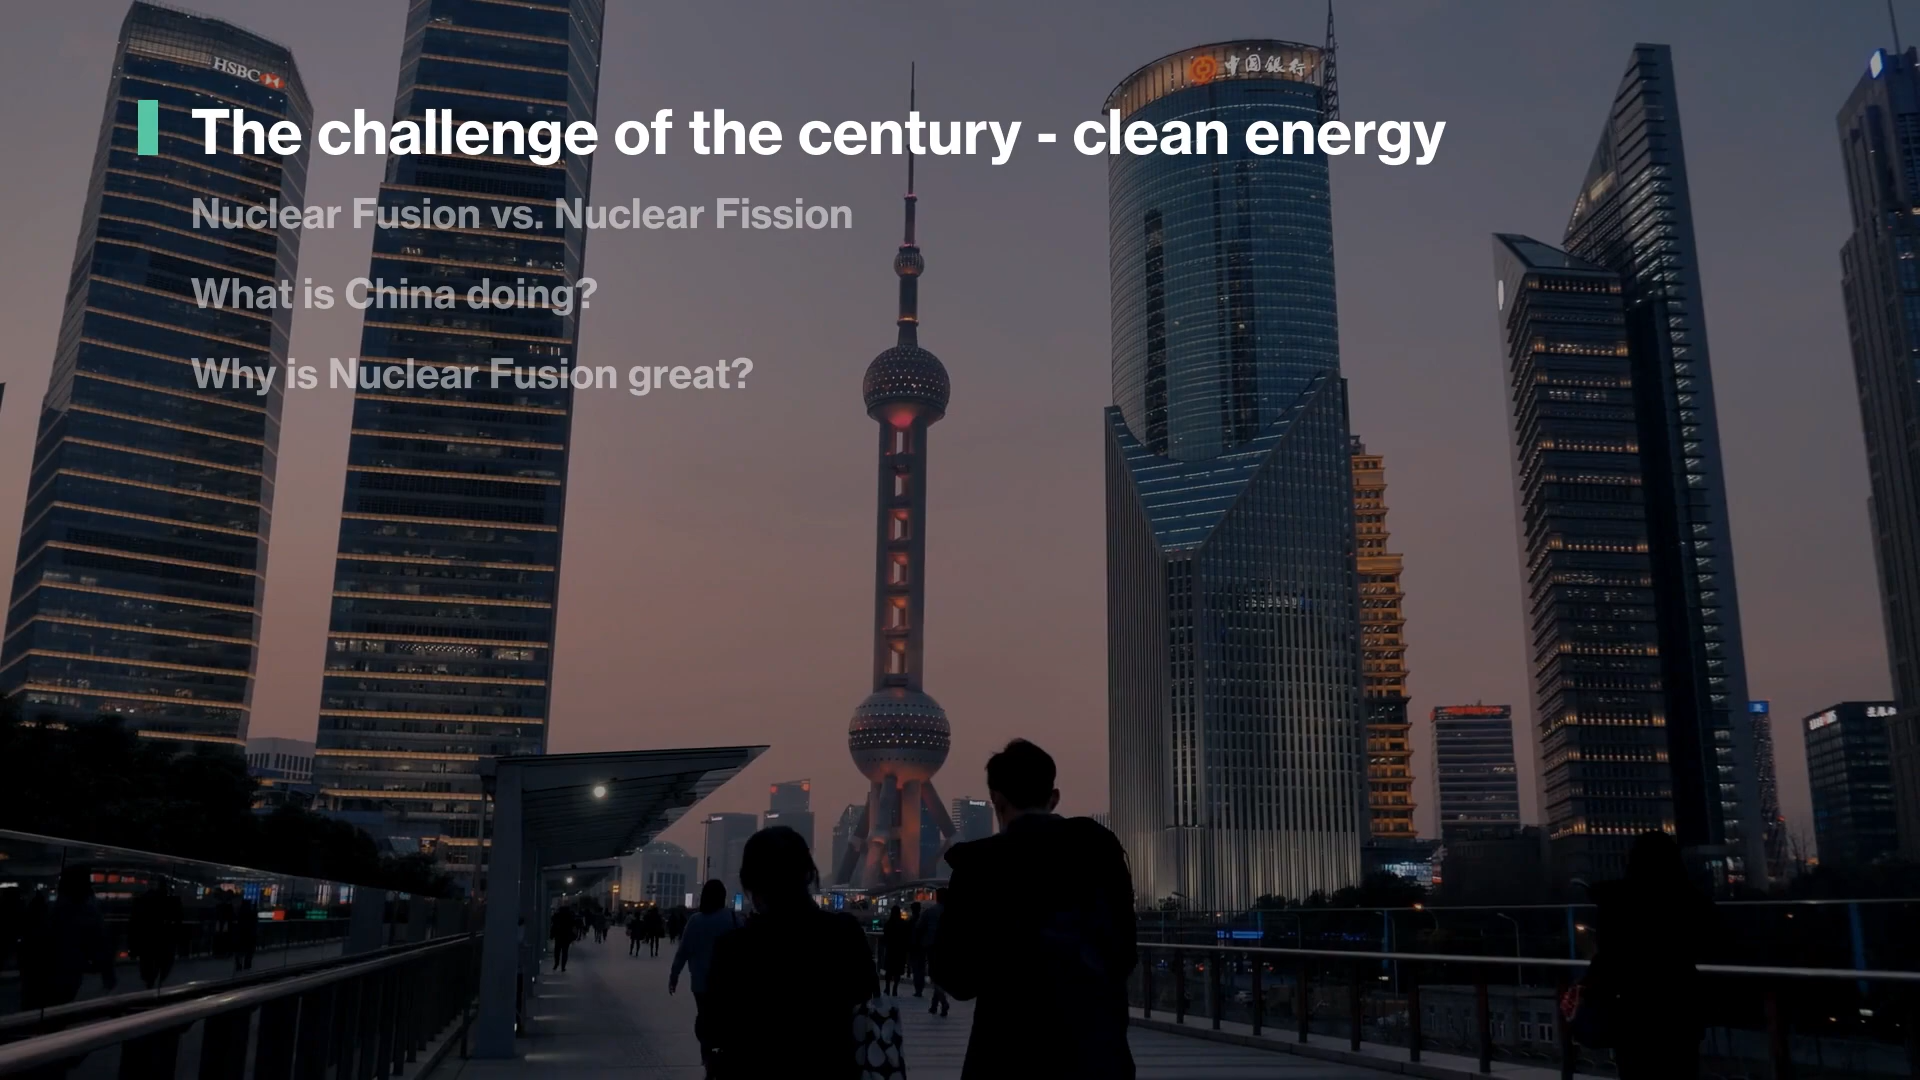 HSBC
中国银行
The challenge of the century - clean energy
Nuclear Fusion vs. Nuclear Fission
What is China doing?
Why is Nuclear Fusion great?